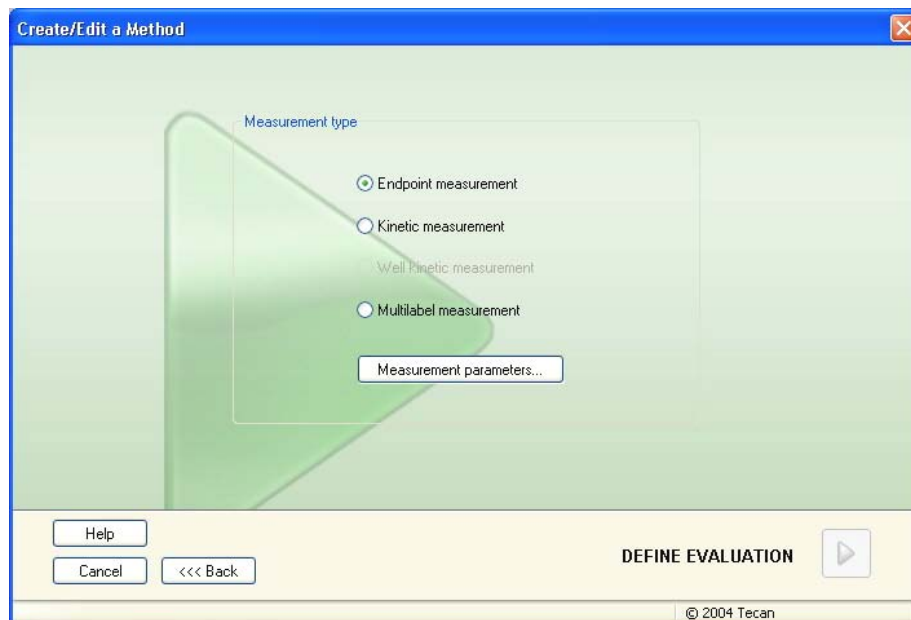 Create/Edit a Method
Measurement type
Endpoint measurement
Kinetic measurement
Well kinetic measurement
Multilabel measurement
Measurement parameters...
Help
Cancel
<<< Back
DEFINE EVALUATION
© 2004 Tecan